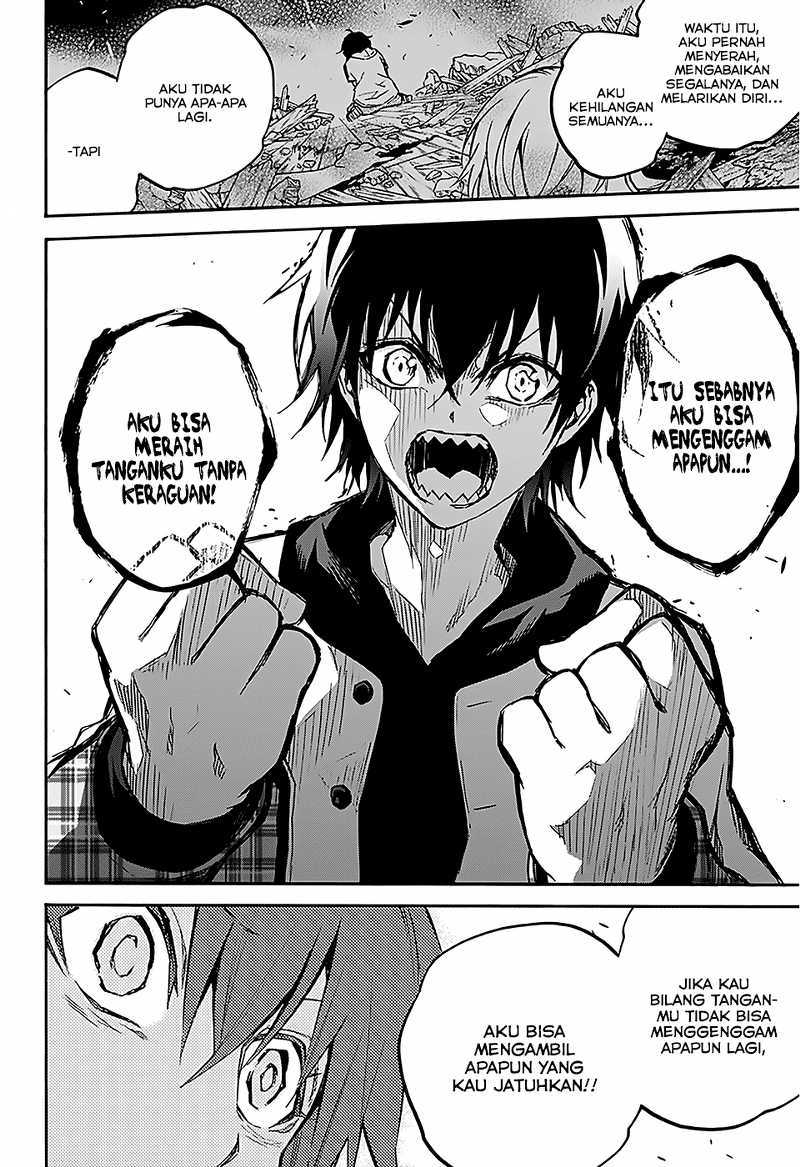 WAKTU ITU,
AKU PERNAH
MENYERAH,
MENGABAIKAN
SEGALANYA, DAN
MELARIKAN DIRI...
AKU
KEHILANGAN
SEMUANYA...
AKU TIDAK
PUNYA APA-APA
LAGI.
-TAPI
ITU SEBABNYA
AKU BISA
MENGENGGAM
APAPUN...!
AKU BISA
MERAIH
TANGANKU TANPA
KERAGUAN!
JIKA KAU
BILANG TANGAN-
MU TIDAK BISA
MENGGENGGAM
APAPUN LAGI,
AKU BISA
MENGAMBIL
APAPUN YANG
KAU JATUHKAN!!